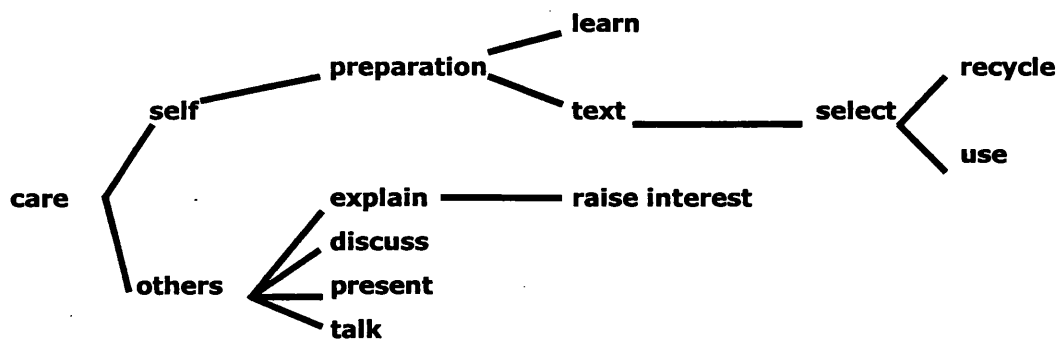 learn
preparation
recycle
self
text
select
use
care
explain
raise interest
discuss
others
present
talk